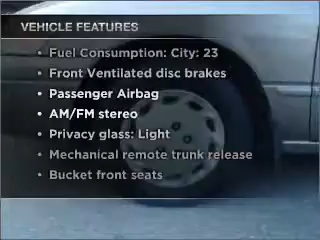 VEHICLE FEATURES
• Fuel Consumption: City: 23
• Front Ventilated disc brakes
• Passenger Airbag
• AM/FM stereo
• Privacy glass: Light
• Mechanical remote trunk release
• Bucket front seats